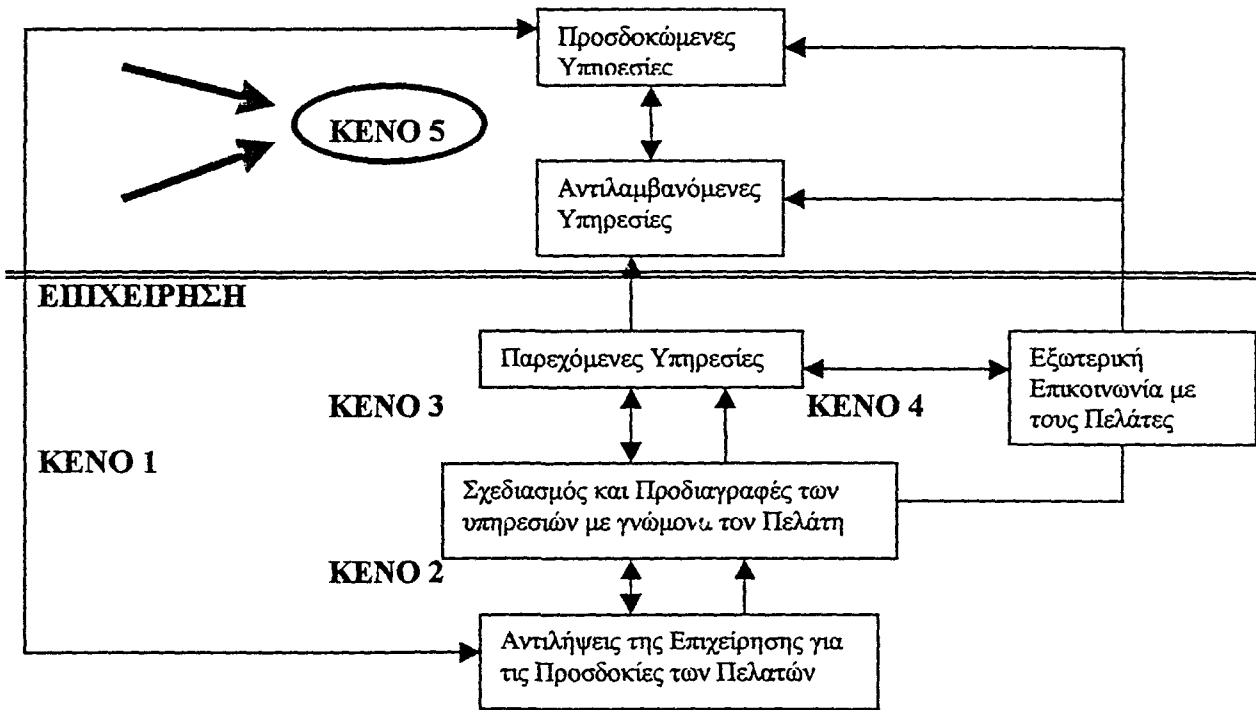 Προσδοκώμενες
Υπηρεσίες
ΚΕΝΟ 5
Αντιλαμβανόμενες
Υπηρεσίες
ΕΠΙΧΕΙΡΗΣΗ
Παρεχόμενες Υπηρεσίες
Εξωτερική
Επικοινωνία με
τους Πελάτες
ΚΕΝΟ 3
ΚΕΝΟ 4
ΚΕΝΟ 1
Σχεδιασμός και Προδιαγραφές των
υπηρεσιών με γνώμονα τον Πελάτη
ΚΕΝΟ 2
Αντιλήψεις της Επιχείρησης για
τις Προσδοκίες των Πελατών